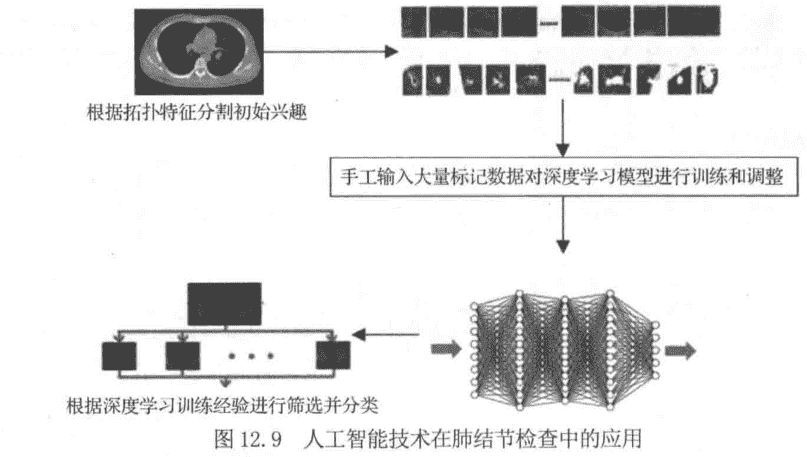 根据拓扑特征分割初始兴趣
手工输入大量标记数据对深度学习模型进行训练和调整
根据深度学习训练经验进行筛选并分类
图 12.9 人工智能技术在肺结节检查中的应用